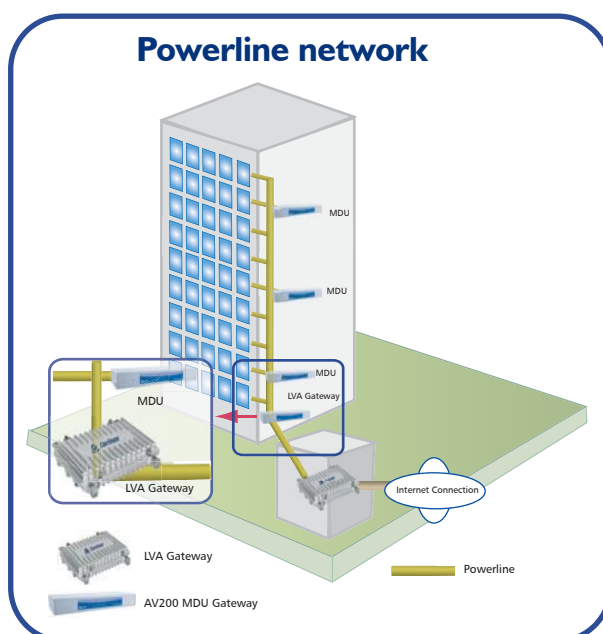 Powerline network
MDU
MDU
MDU
LVA Gateway
MDU
LVA Gateway
Internet Connection
LVA Gateway
Powerline
AV200 MDU Gateway